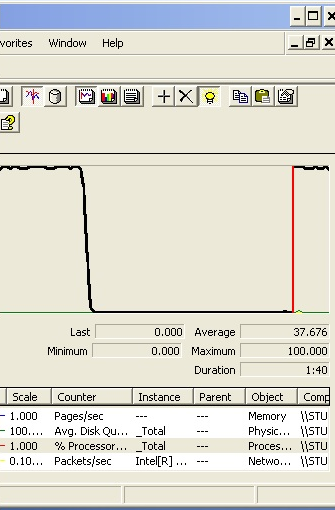 vorites Window Help
Last 0.000 Average 37.676
Minimum 0.000 Maximum 100.000
Duration 1:40
Scale Counter Instance Parent Object Comp
1.000 Pages/sec --- --- Memory \\STU
100.... Avg. Disk Qu... _Total --- Physic... \\STU
1.000 % Processor... _Total --- Proces... \\STU
0.10... Packets/sec Intel[R] ... --- Netwo... \\STU